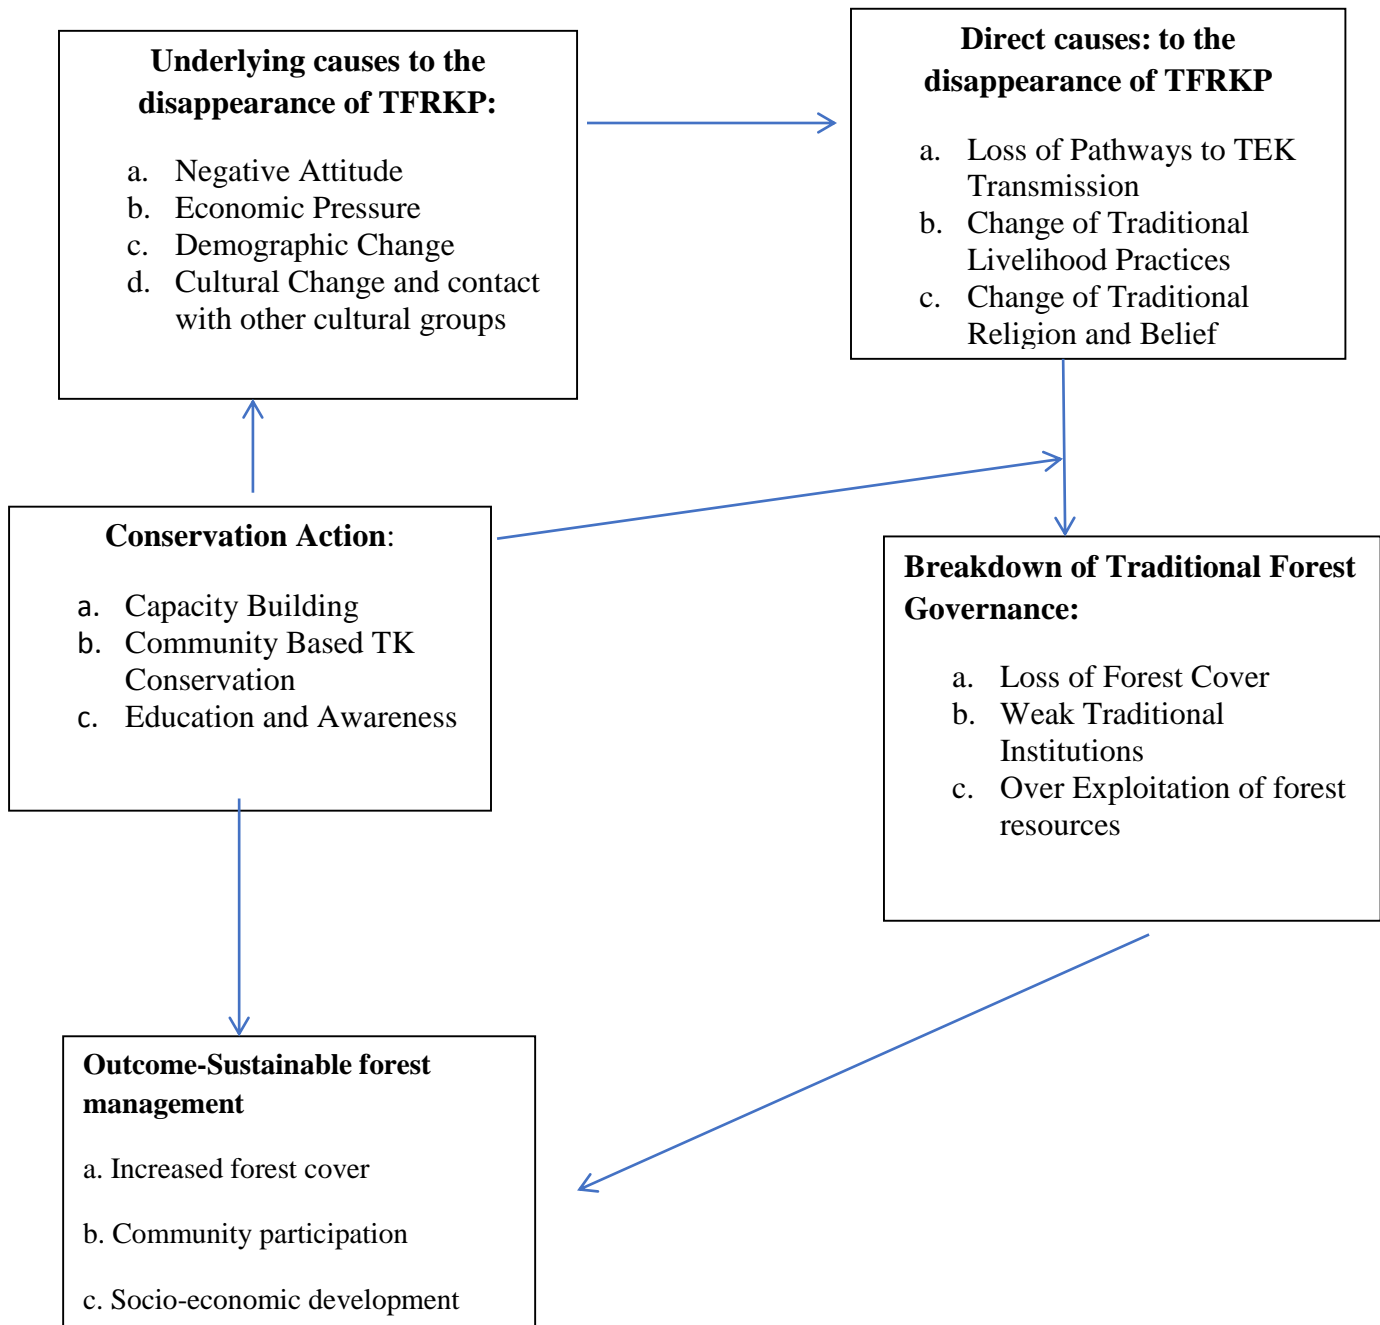 Underlying causes to the
disappearance of TFRKP:
a. Negative Attitude
b. Economic Pressure
c. Demographic Change
d. Cultural Change and contact
with other cultural groups
Direct causes: to the
disappearance of TFRKP
a. Loss of Pathways to TEK
Transmission
b. Change of Traditional
Livelihood Practices
c. Change of Traditional
Religion and Belief
Conservation Action:
a. Capacity Building
b. Community Based TK
Conservation
c. Education and Awareness
Breakdown of Traditional Forest
Governance:
a. Loss of Forest Cover
b. Weak Traditional
Institutions
c. Over Exploitation of forest
resources
Outcome-Sustainable forest
management
a. Increased forest cover
b. Community participation
c. Socio-economic development